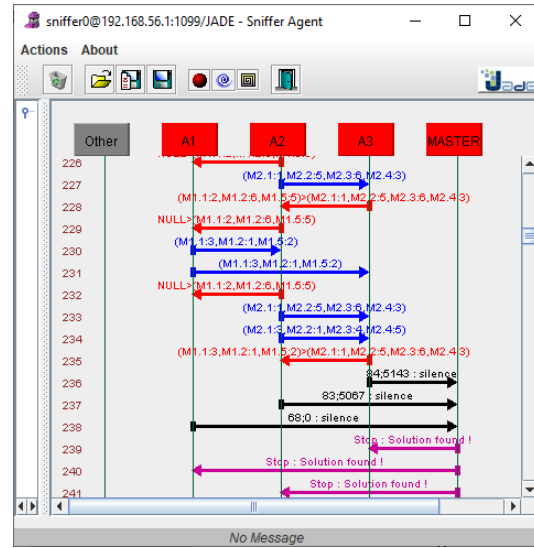 sniffer0@192.168.56.1:1099/JADE - Sniffer Agent
Actions About
Jade
Other A1 A2 A3 MASTER
226
227 (M2.1:1,M2.2:5,M2.3:6,M2.4:3)
228 (M1.1:2,M1.2:6,M1.5:5)>(M2.1:1,M2.2:5,M2.3:6,M2.4:3)
229 NULL>(M1.1:2,M1.2:6,M1.5:5)
230 (M1.1:3,M1.2:1,M1.5:2)
231 (M1.1:3,M1.2:1,M1.5:2)
232 NULL>(M1.1:2,M1.2:6,M1.5:5)
233 (M2.1:1,M2.2:5,M2.3:6,M2.4:3)
234 (M2.1:3,M2.2:1,M2.3:4,M2.4:5)
235 (M1.1:3,M1.2:1,M1.5:2)>(M2.1:1,M2.2:5,M2.3:6,M2.4:3)
236 84;5143 : silence
237 83;5067 : silence
238 68;0 : silence
239 Stop : Solution found !
240 Stop : Solution found !
241 Stop : Solution found !
No Message